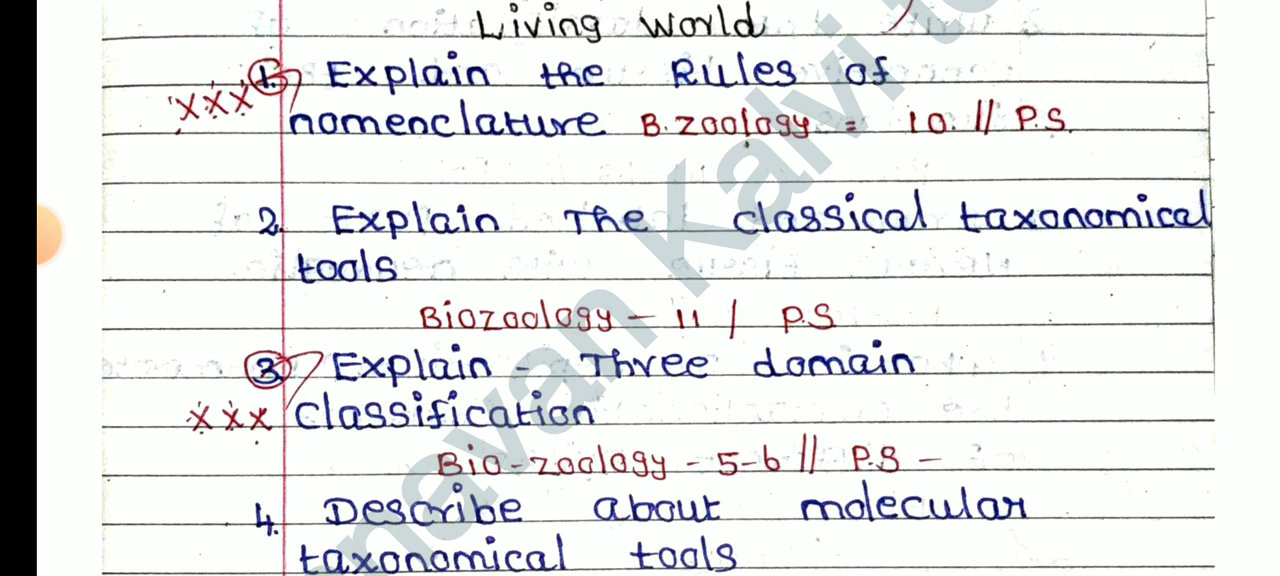 Living World
xxx 1. Explain the Rules of
nomenclature B.zoology = 10. // P.S.
2. Explain The classical taxonomical
tools
Biozoology - 11 / P.S
3 Explain - Three domain
xxx classification
Bio-zoology - 5-6 // P.S -
4. Describe about molecular
taxonomical tools